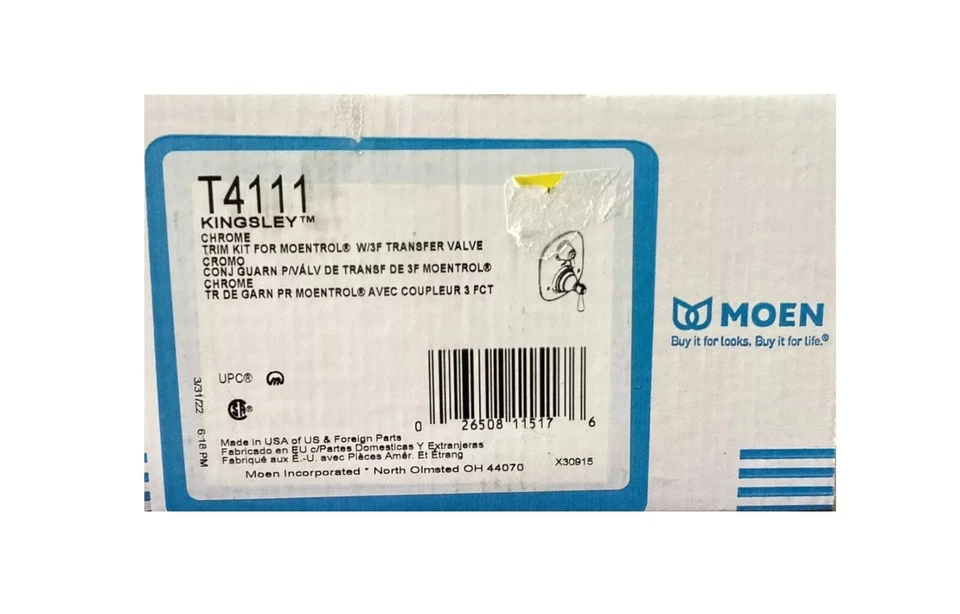 T4111
KINGSLEY™
CHROME
TRIM KIT FOR MOENTROL® W/3F TRANSFER VALVE
CROMO
CONJ GUARN P/VÁLV DE TRANSF DE 3F MOENTROL®
CHROME
TR DE GARN PR MOENTROL® AVEC COUPLEUR 3 FCT
MOEN
Buy it for looks. Buy it for life.®
UPC®
3/31/22 6:18 PM
0 26508 11517 6
Made in USA of US & Foreign Parts
Fabricado en EU c/Partes Domesticas Y Extranjeras
Fabriqué aux E.-U. avec Pièces Amér. Et Étrang
X30915
Moen Incorporated * North Olmsted OH 44070